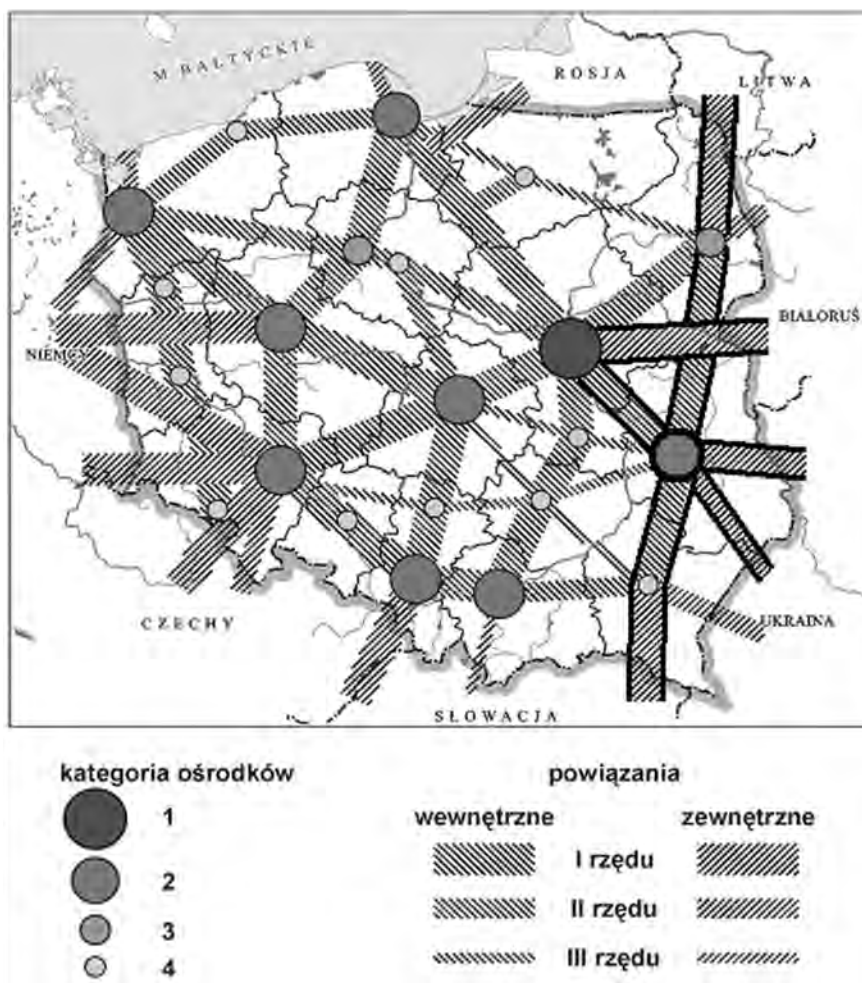 M BAŁTYCKIE
ROSJA
LITWA
BIAŁORUŚ
NIEMCY
UKRAINA
CZECHY
SŁOWACJA
kategoria ośrodków
1
2
3
4
powiązania
wewnętrzne zewnętrzne
I rzędu
II rzędu
III rzędu